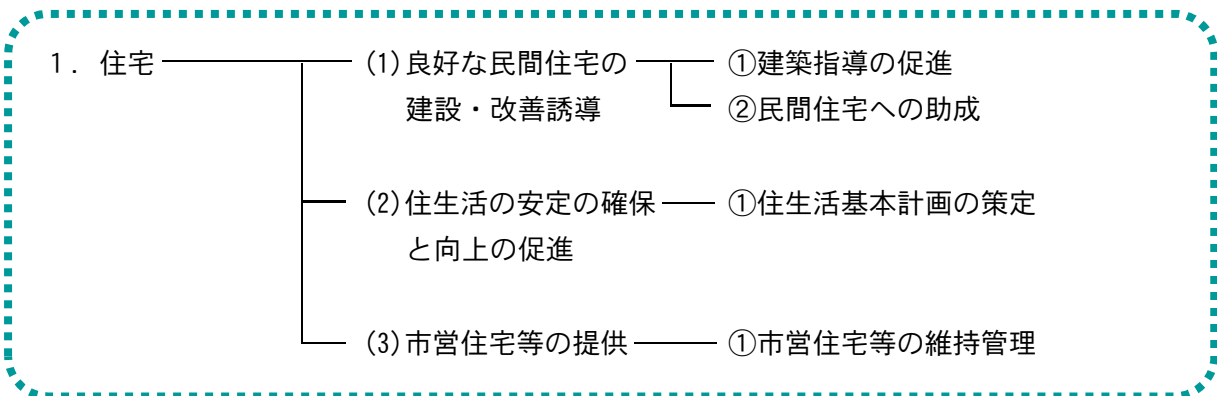 1．住宅 (1)良好な民間住宅の ①建築指導の促進
建設・改善誘導 ②民間住宅への助成
(2)住生活の安定の確保 ①住生活基本計画の策定
と向上の促進
(3)市営住宅等の提供 ①市営住宅等の維持管理